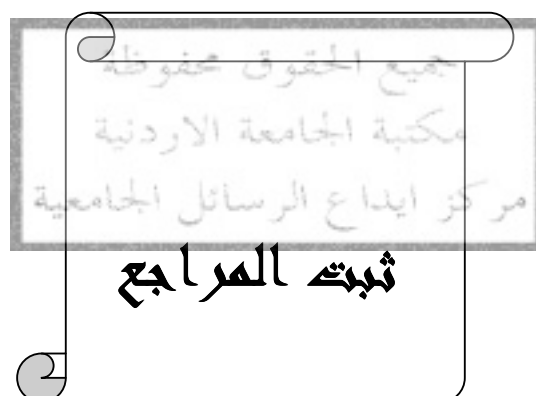 جميع الحقوق محفوظة
مكتبة الجامعة الاردنية
مركز ايداع الرسائل الجامعية
ثبت المراجع